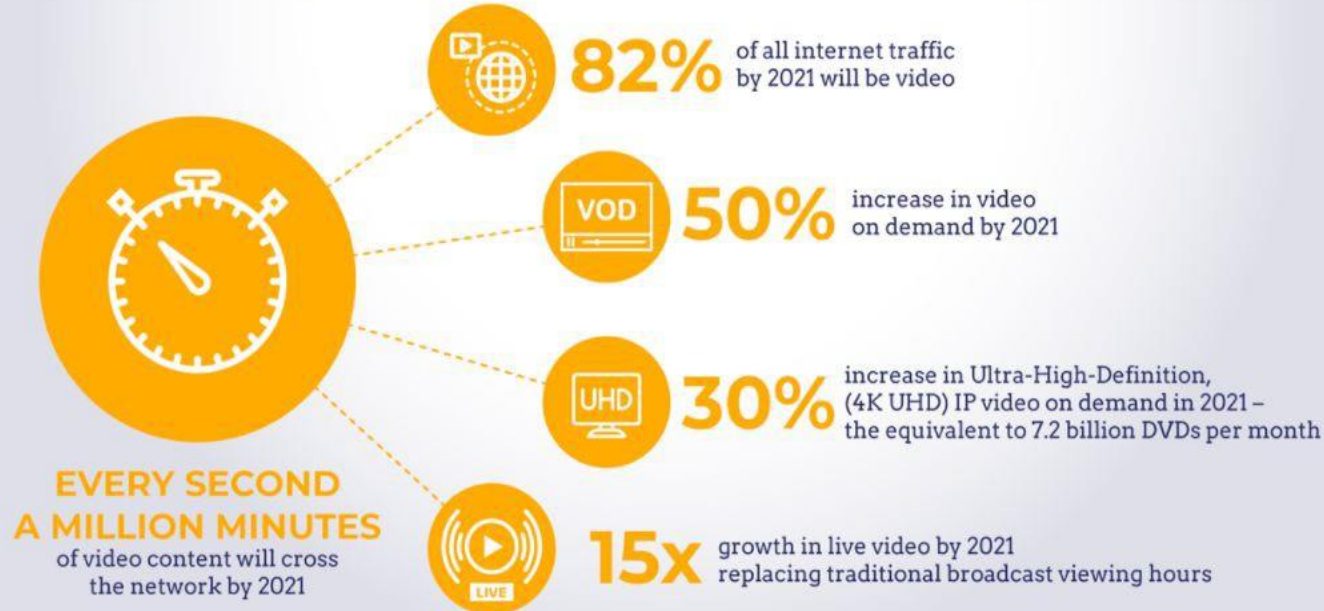 82%
of all internet traffic
by 2021 will be video
VOD
50%
increase in video
on demand by 2021
UHD
30%
increase in Ultra-High-Definition,
(4K UHD) IP video on demand in 2021 –
the equivalent to 7.2 billion DVDs per month
EVERY SECOND
A MILLION MINUTES
of video content will cross
the network by 2021
LIVE
15x
growth in live video by 2021
replacing traditional broadcast viewing hours